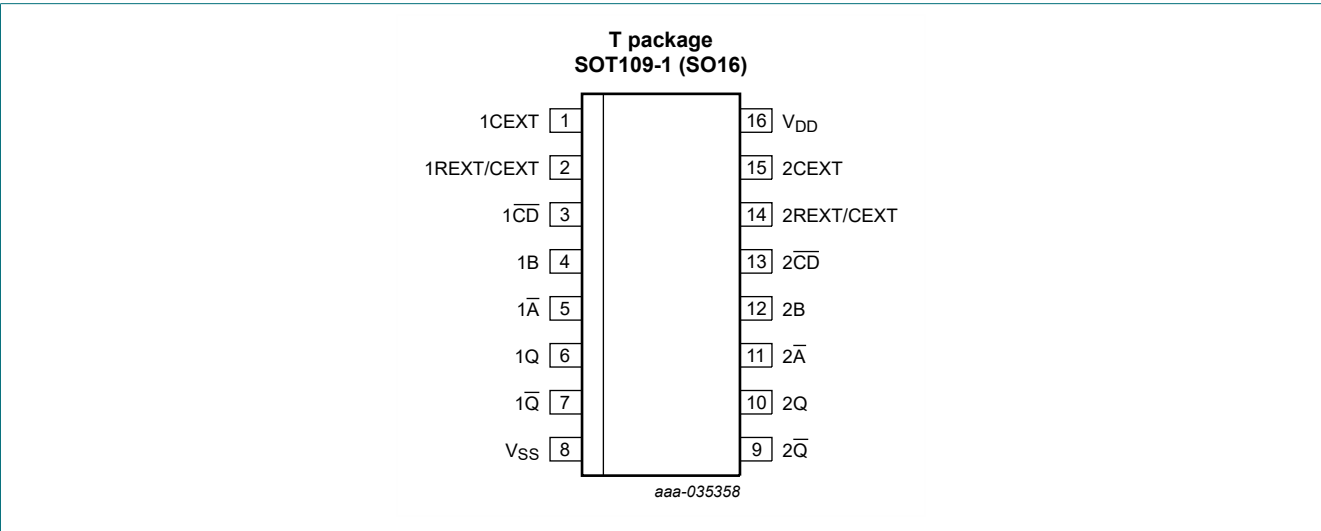 T package
SOT109-1 (SO16)
1CEXT 1 16 VDD
1REXT/CEXT 2 15 2CEXT
1C̅D̅ 3 14 2REXT/CEXT
1B 4 13 2C̅D̅
1A̅ 5 12 2B
1Q 6 11 2A̅
1Q̅ 7 10 2Q
VSS 8 9 2Q̅
aaa-035358